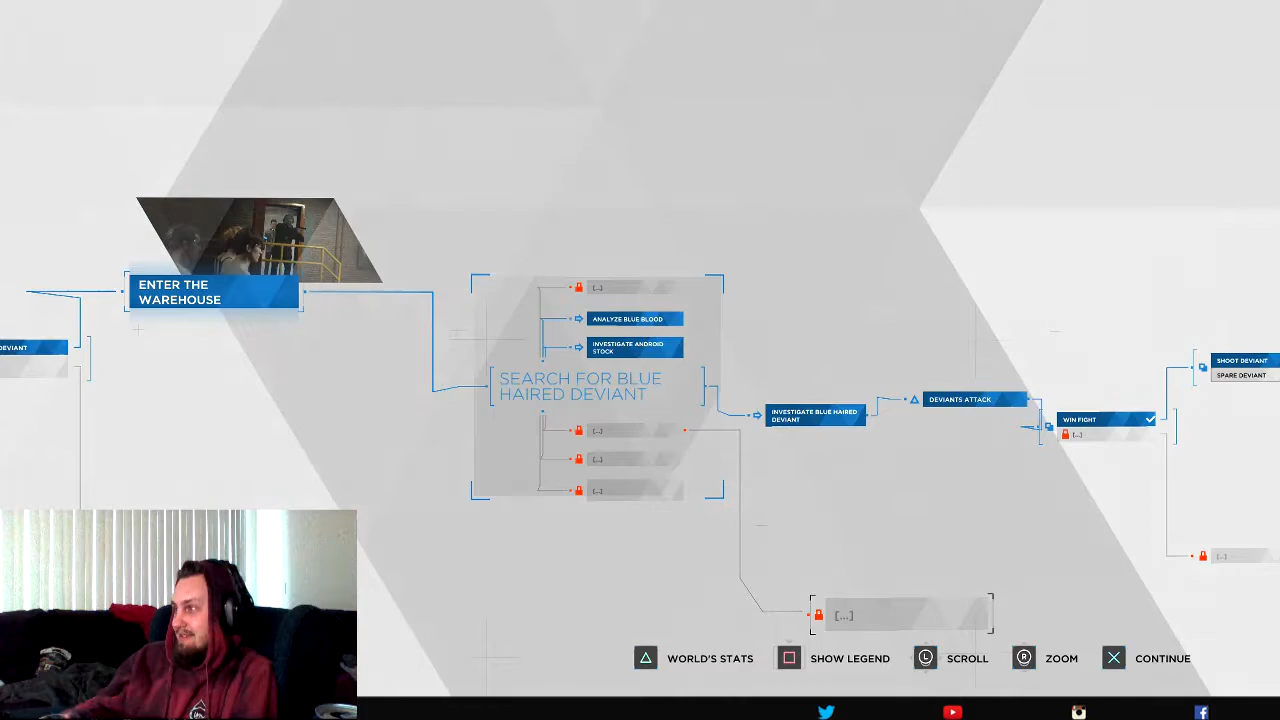 ENTER THE
WAREHOUSE
DEVIANT
[...]
ANALYZE BLUE BLOOD
INVESTIGATE ANDROID
STOCK
SEARCH FOR BLUE
HAIRED DEVIANT
[...]
[...]
[...]
INVESTIGATE BLUE HAIRED
DEVIANT
DEVIANTS ATTACK
WIN FIGHT
[...]
SHOOT DEVIANT
SPARE DEVIANT
[...]
[...]
WORLD'S STATS
SHOW LEGEND
L
SCROLL
R
ZOOM
CONTINUE